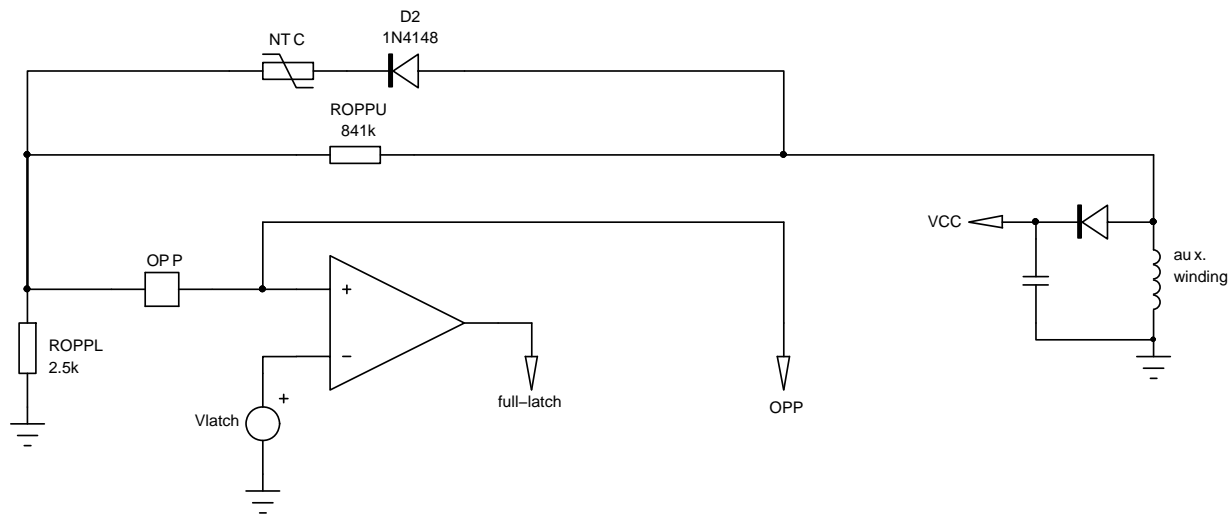 D2
1N4148
NTC
ROPPU
841k
VCC
aux.
winding
OPP
+
−
ROPPL
2.5k
+
Vlatch
full−latch
OPP